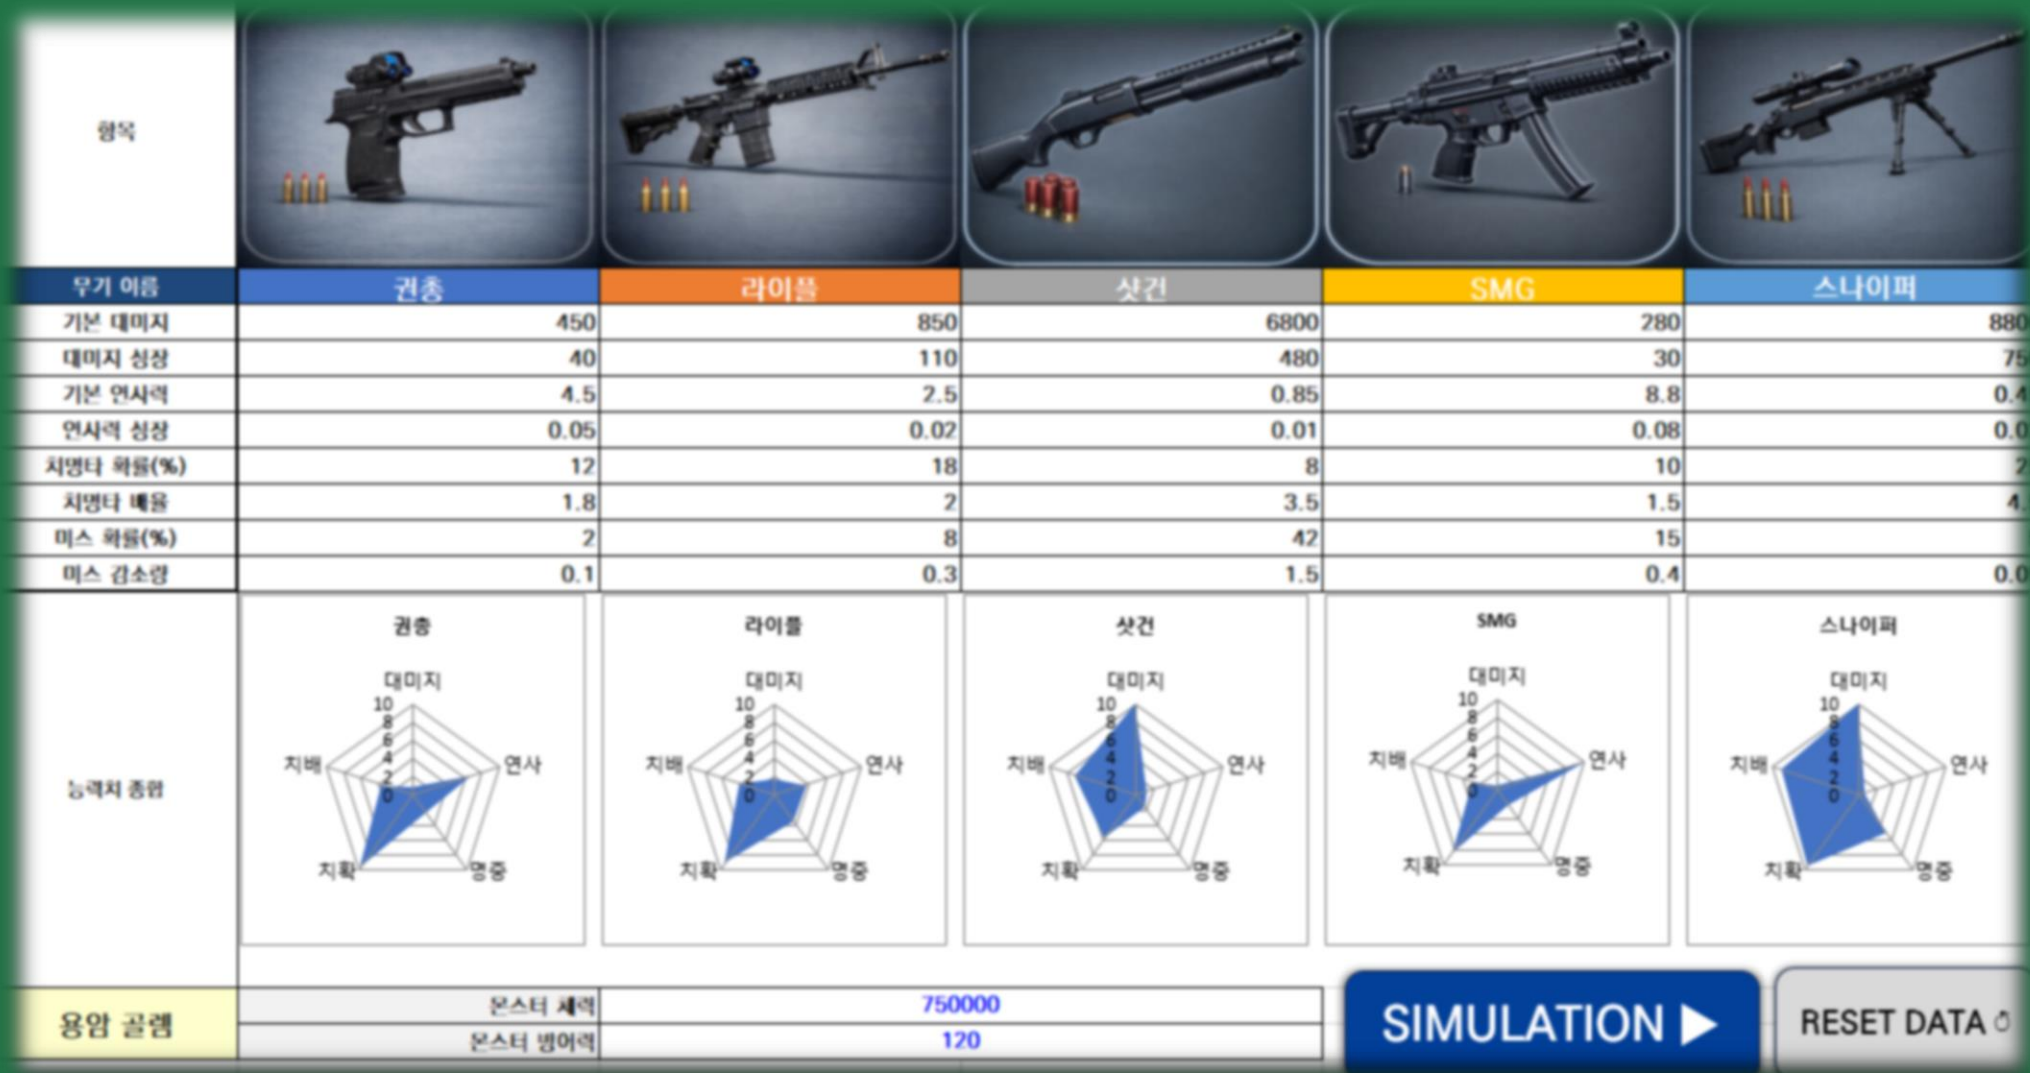 항목
무기 이름 권총 라이플 샷건 SMG 스나이퍼
기본 대미지 450 850 6800 280 880
대미지 성장 40 110 480 30 75
기본 연사력 4.5 2.5 0.85 8.8 0.4
연사력 성장 0.05 0.02 0.01 0.08 0.0
치명타 확률(%) 12 18 8 10 2
치명타 배율 1.8 2 3.5 1.5 4.
미스 확률(%) 2 8 42 15
미스 감소량 0.1 0.3 1.5 0.4 0.0
능력치 종합
권총
대미지
10
8
6
4
2
0
연사
명중
치확
치배
라이플
대미지
10
8
6
4
2
0
연사
명중
치확
치배
샷건
대미지
10
8
6
4
2
0
연사
명중
치확
치배
SMG
대미지
10
8
6
4
2
0
연사
명중
치확
치배
스나이퍼
대미지
10
8
6
4
2
0
연사
명중
치확
치배
용암 골렘
몬스터 체력 750000
몬스터 방어력 120
SIMULATION ▶
RESET DATA